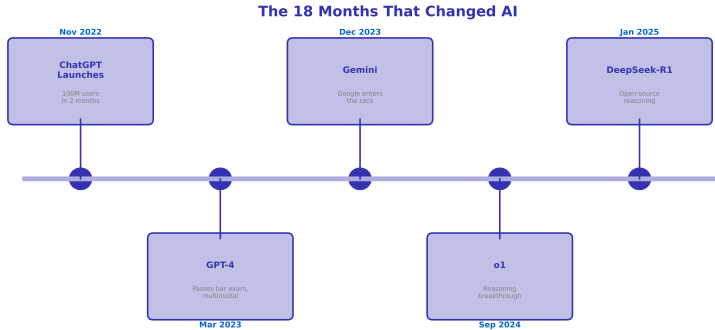 The 18 Months That Changed AI
Nov 2022
ChatGPT
Launches
100M users
in 2 months
Dec 2023
Gemini
Google enters
the race
Jan 2025
DeepSeek-R1
Open-source
reasoning
GPT-4
Passes bar exam,
multimodal
Mar 2023
o1
Reasoning
breakthrough
Sep 2024